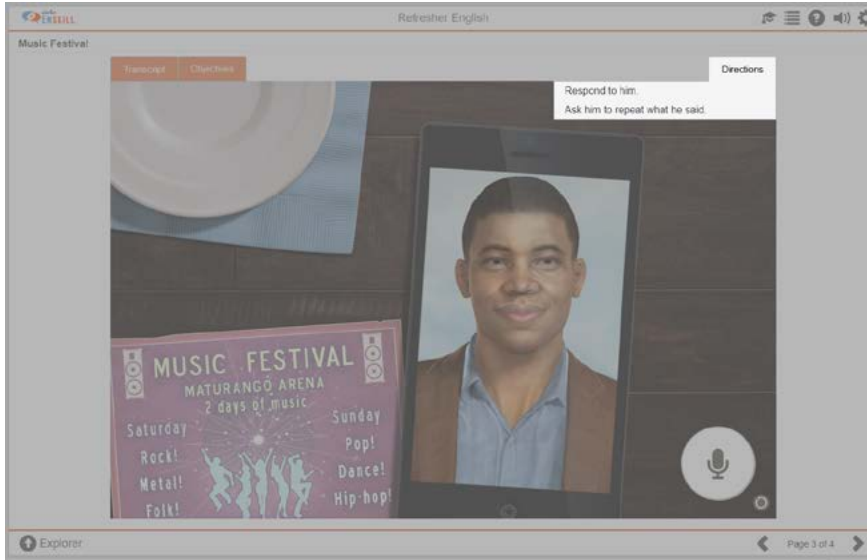 ENSKILL
Refresher English
Music Festival
Transcript Objectives
Directions
Respond to him.
Ask him to repeat what he said.
MUSIC FESTIVAL
MATURANGO ARENA
2 days of music
Saturday
Rock!
Metal!
Folk!
Sunday
Pop!
Dance!
Hip-hop!
Explorer
Page 3 of 4